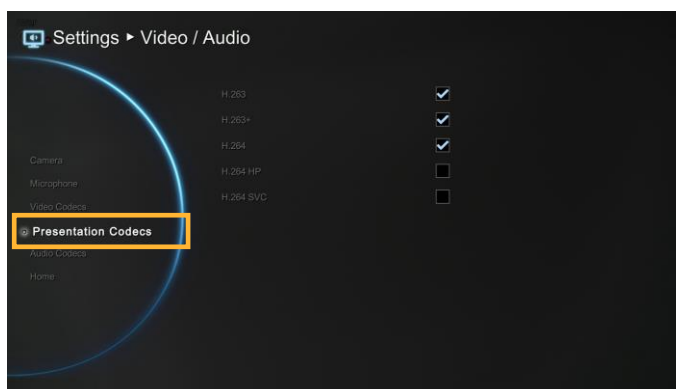 Settings ▸ Video / Audio
H.263
H.263+
H.264
H.264 HP
H.264 SVC
Camera
Microphone
Video Codecs
Presentation Codecs
Audio Codecs
Home